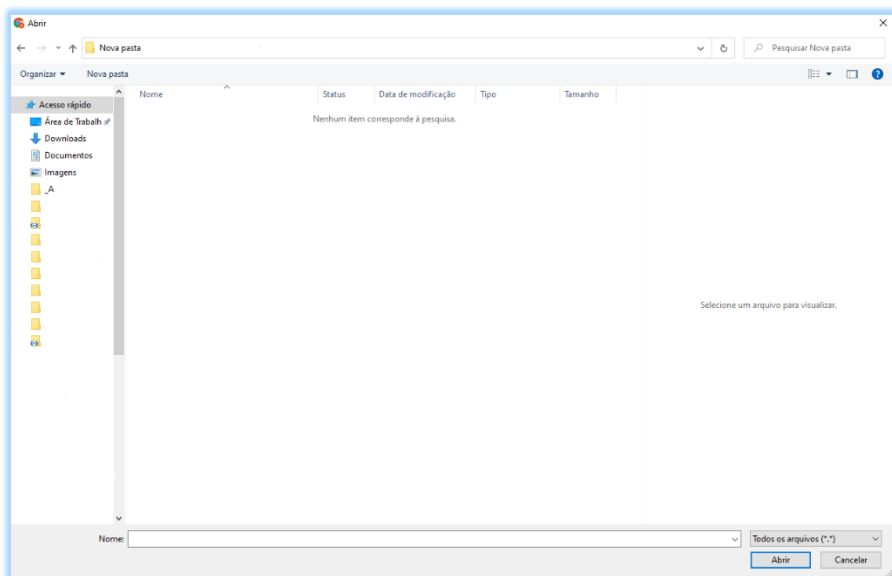 Abrir
Nova pasta
Pesquisar Nova pasta
Organizar
Nova pasta
Nome Status Data de modificação Tipo Tamanho
Nenhum item corresponde à pesquisa.
Acesso rápido
Área de Trabalh
Downloads
Documentos
Imagens
_A
Selecione um arquivo para visualizar.
Nome:
Todos os arquivos (*.*)
Abrir
Cancelar